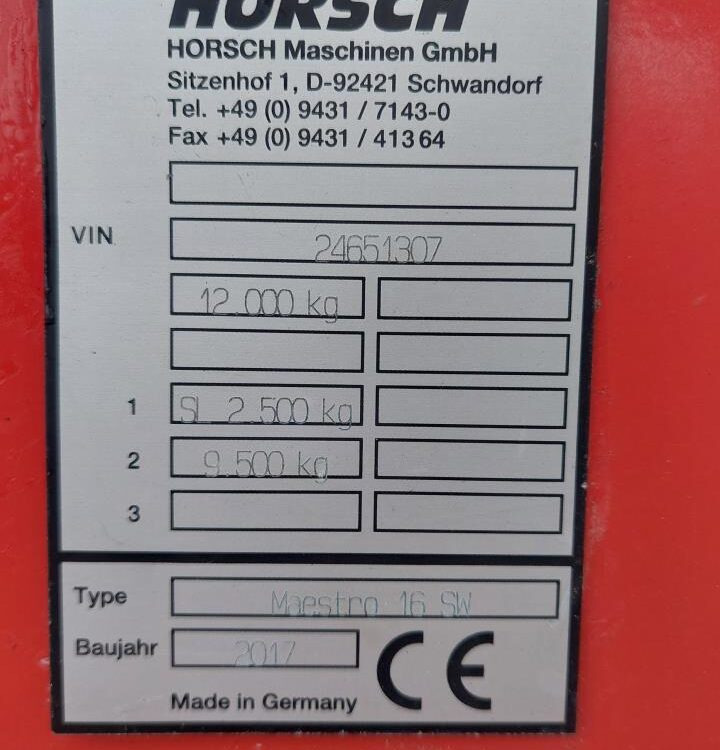 HORSCH
HORSCH Maschinen GmbH
Sitzenhof 1, D-92421 Schwandorf
Tel. +49 (0) 9431 / 7143-0
Fax +49 (0) 9431 / 41364
VIN 24651307
12.000 kg
1 SL 2.500 kg
2 9.500 kg
3
Type Maestro 16 SW
Baujahr 2017
CE
Made in Germany